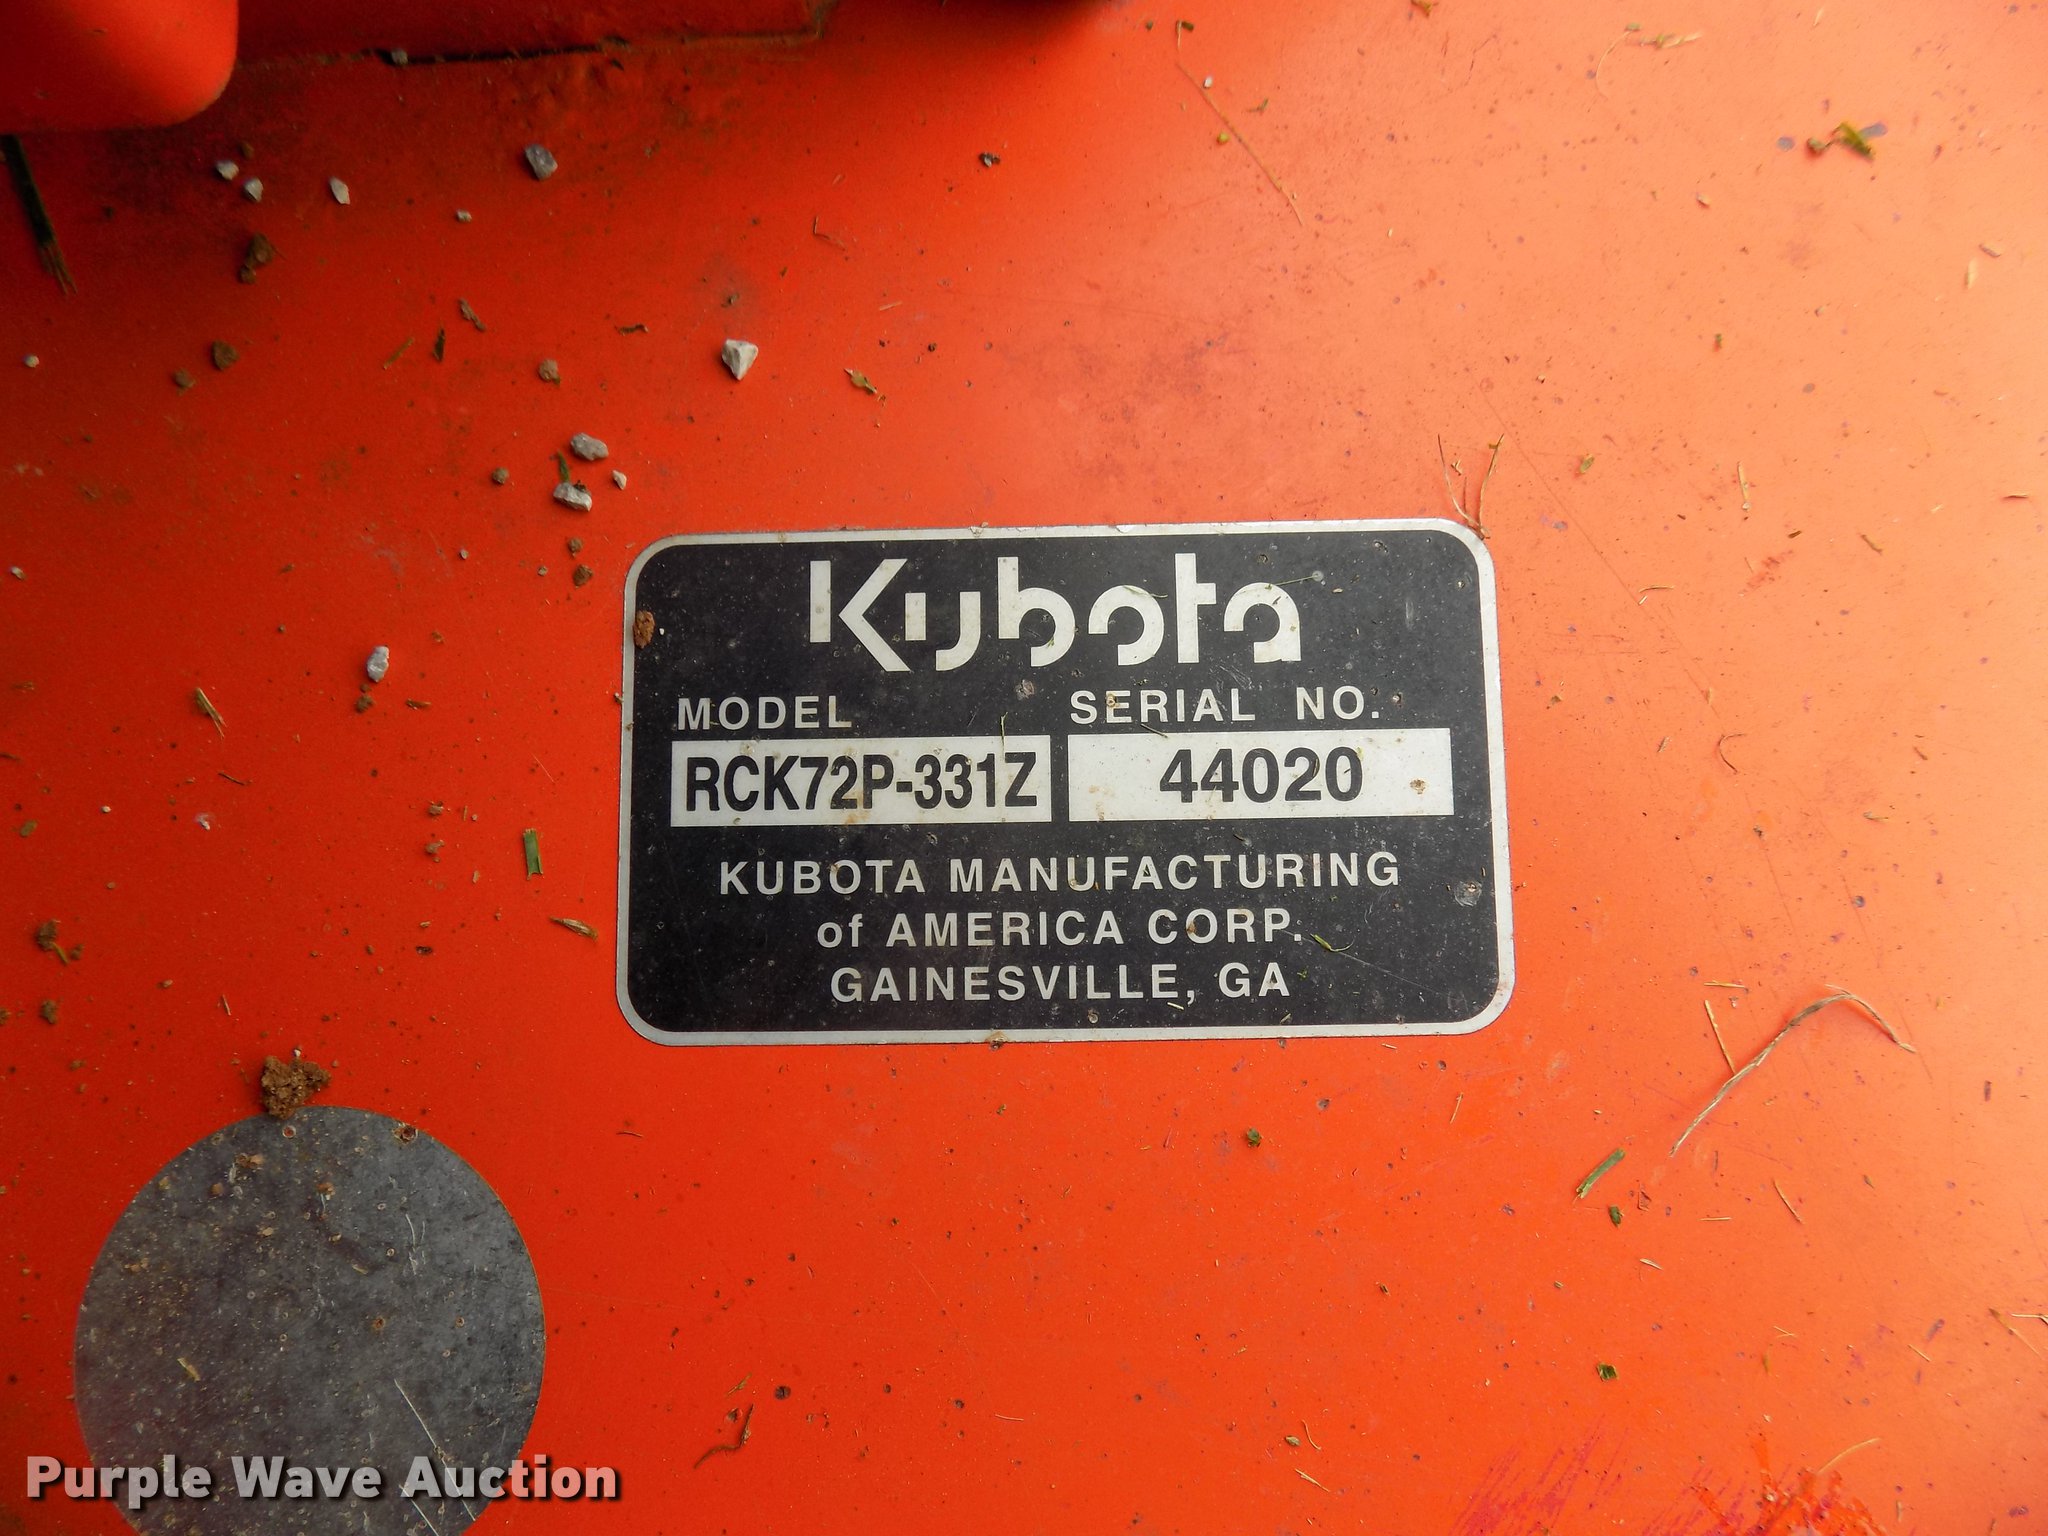 Kubota
MODEL SERIAL NO.
RCK72P-331Z 44020
KUBOTA MANUFACTURING
of AMERICA CORP.
GAINESVILLE, GA
Purple Wave Auction